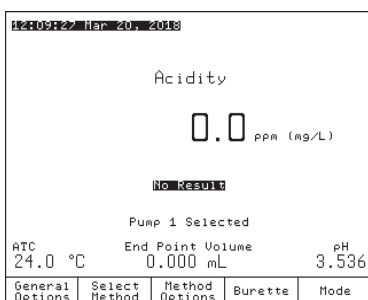 12:09:27 Mar 20, 2018
Acidity
0.0 ppm (mg/L)
No Result
Pump 1 Selected
ATC End Point Volume pH
24.0 °C 0.000 mL 3.536
General Options Select Method Method Options Burette Mode